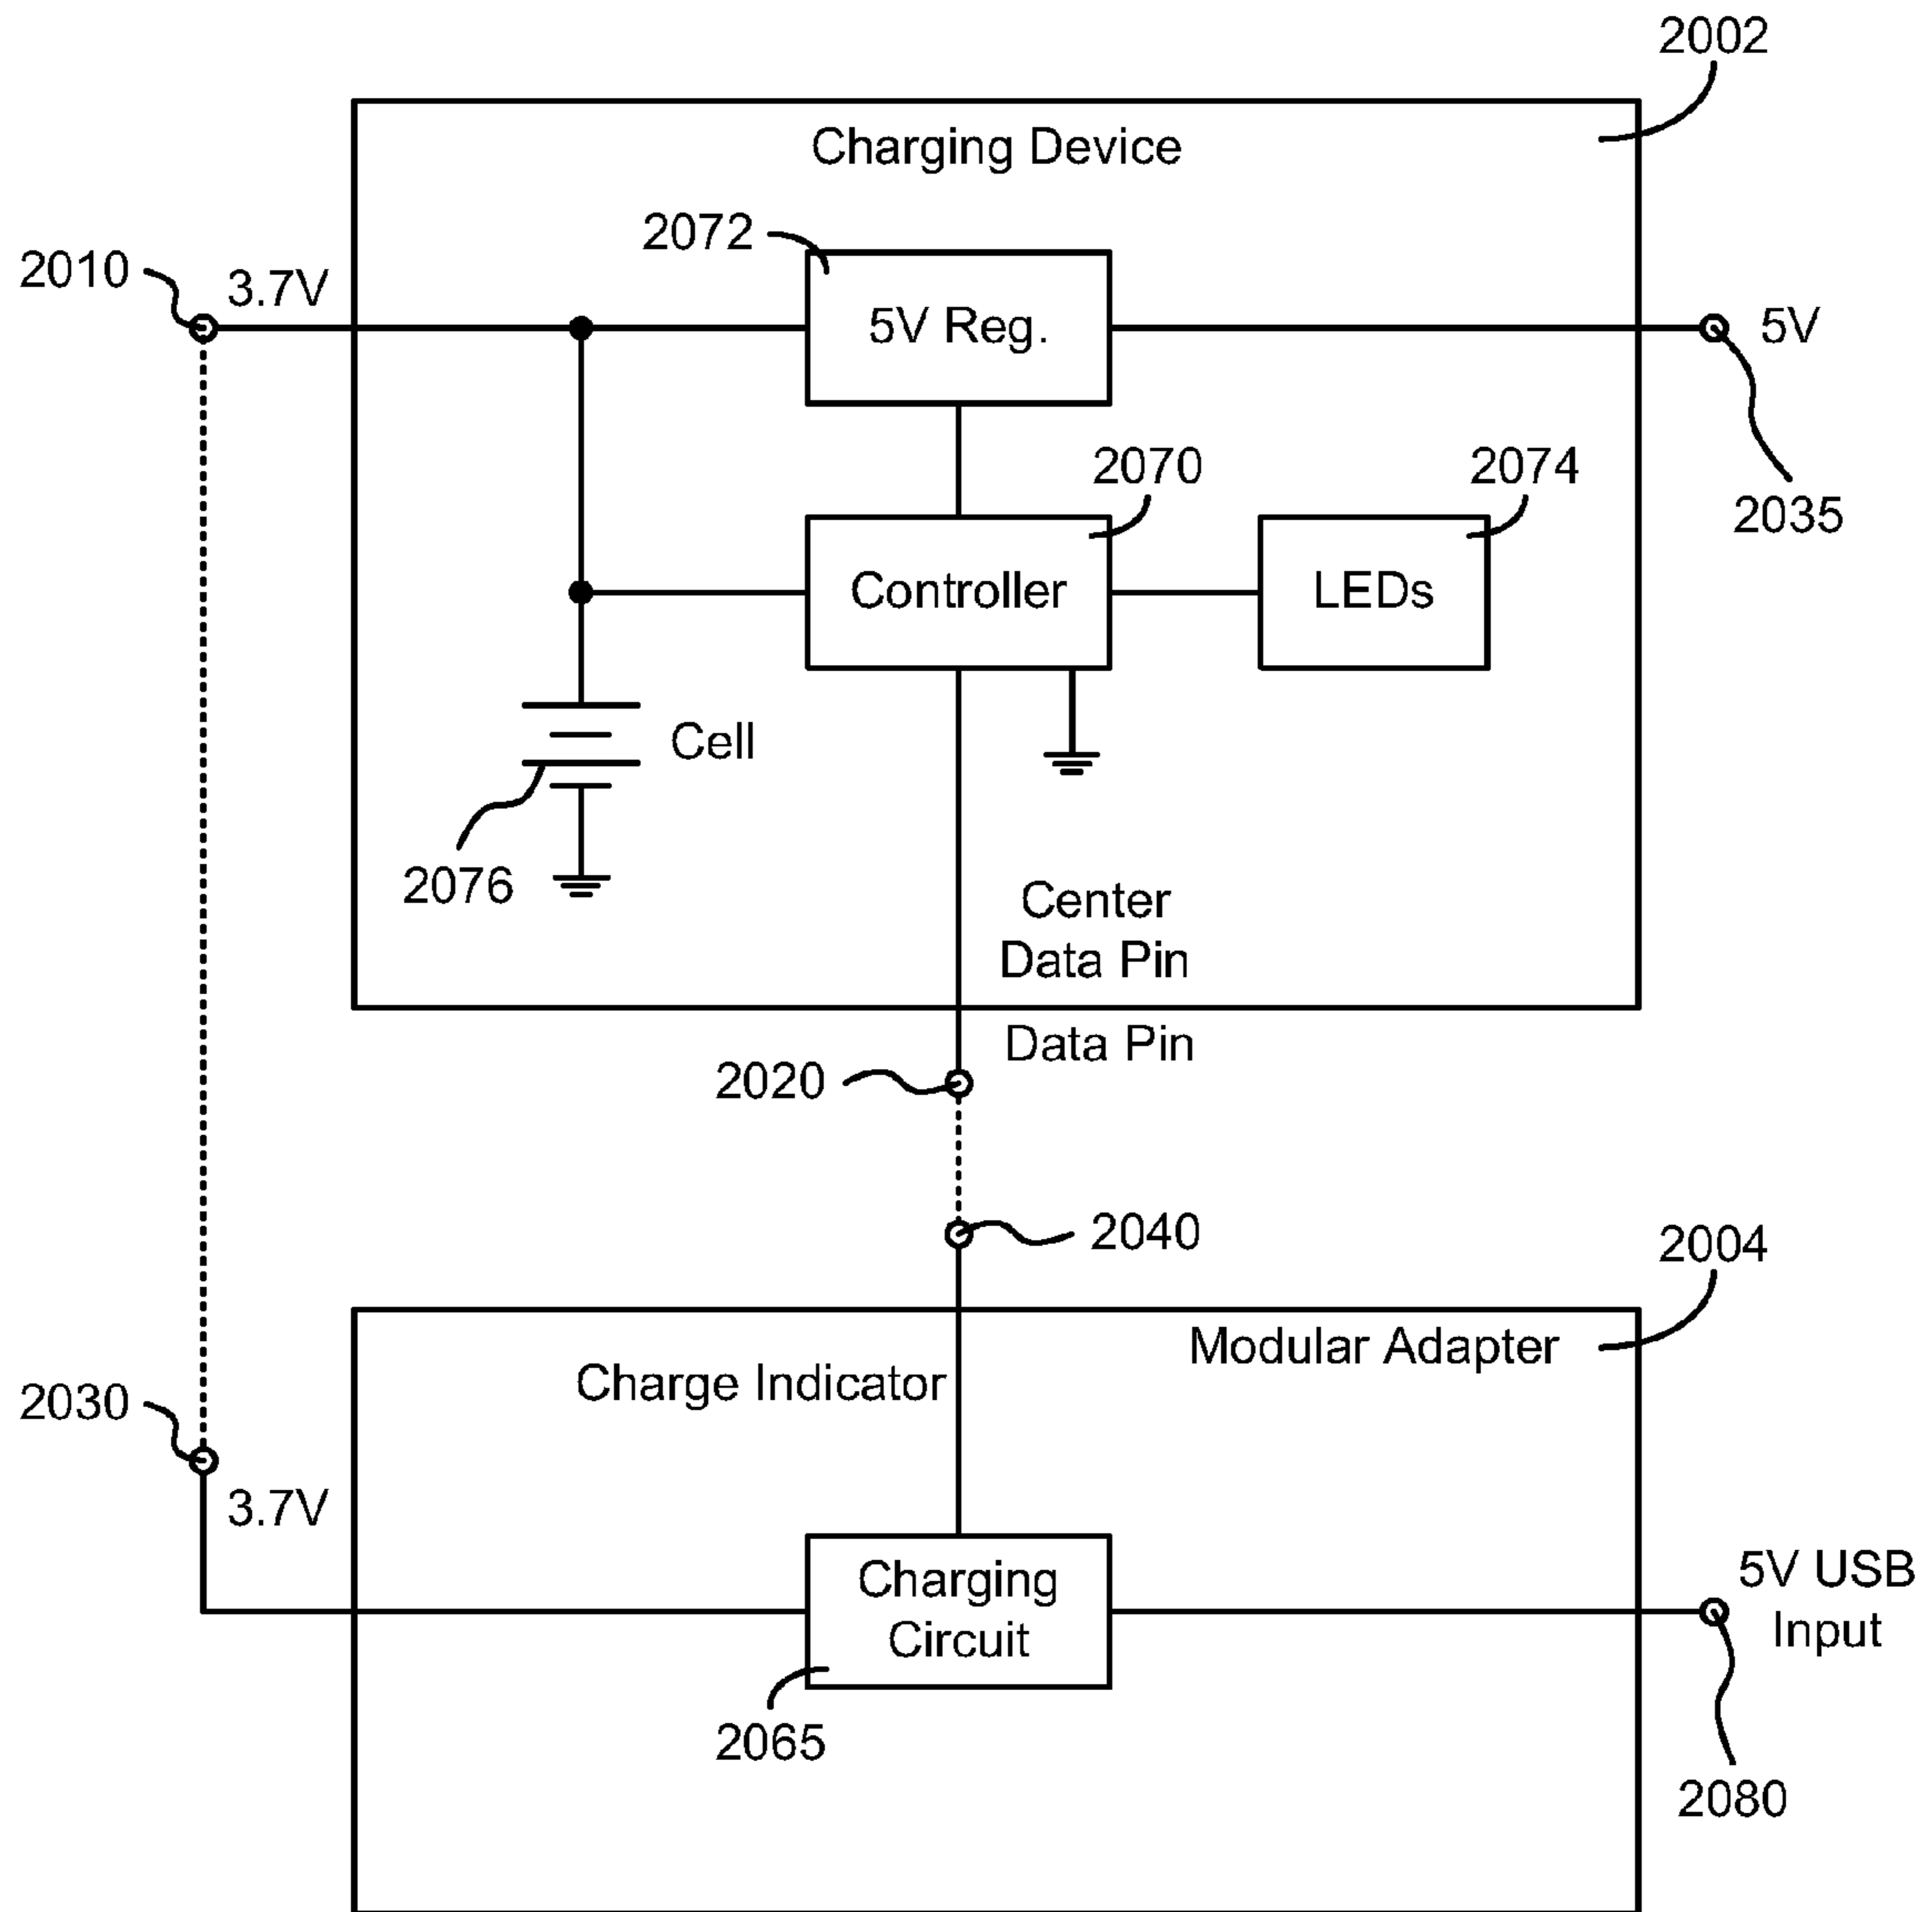 2002
Charging Device
2072
2010
3.7V
5V Reg.
5V
2070
2074
2035
Controller
LEDs
Cell
2076
Center
Data Pin
Data Pin
2020
2040
2004
Modular Adapter
Charge Indicator
2030
3.7V
Charging
Circuit
5V USB
Input
2065
2080